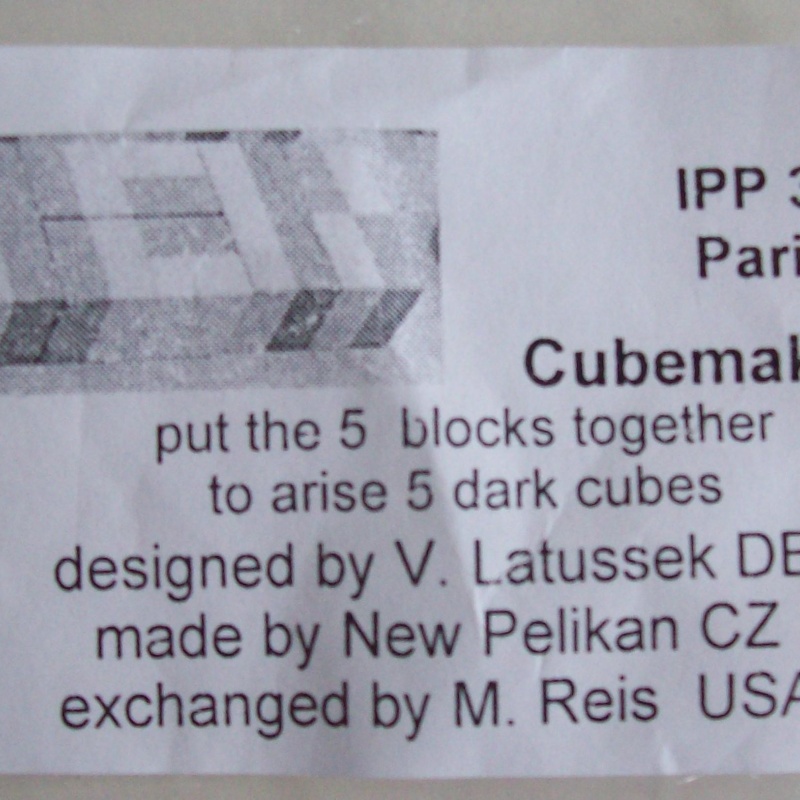 IPP 3
Pari
Cubemak
put the 5 blocks together
to arise 5 dark cubes
designed by V. Latussek DE
made by New Pelikan CZ
exchanged by M. Reis USA